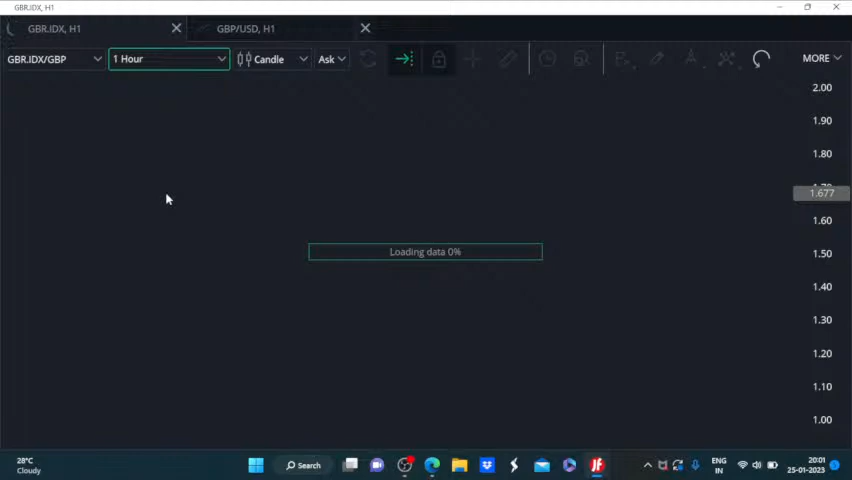 GBR.IDX, H1
GBR.IDX, H1
GBP/USD, H1
GBR.IDX/GBP
1 Hour
Candle
Ask
MORE
2.00
1.90
1.80
1.677
1.60
1.50
Loading data 0%
1.40
1.30
1.20
1.10
1.00
28°C
Cloudy
Search
ENG
IN
20:01
25-01-2023